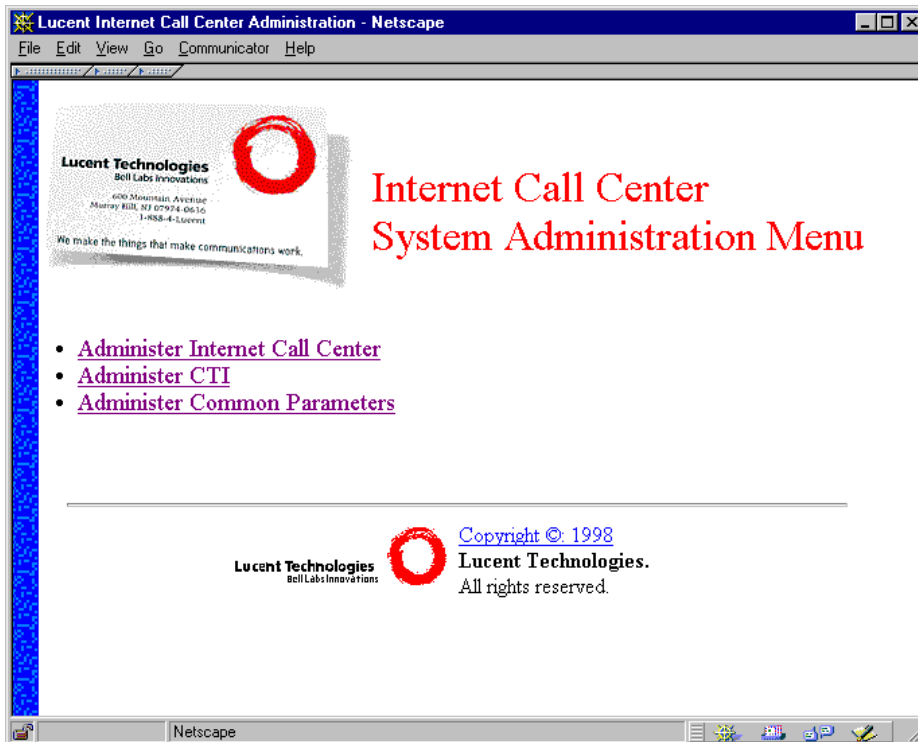 Lucent Internet Call Center Administration - Netscape
File Edit View Go Communicator Help
Lucent Technologies
Bell Labs Innovations
600 Mountain Avenue
Murray Hill, NJ 07974-0636
1-888-4-Lucent
We make the things that make communications work.
Internet Call Center
System Administration Menu
• Administer Internet Call Center
• Administer CTI
• Administer Common Parameters
Lucent Technologies
Bell Labs Innovations
Copyright ©: 1998
Lucent Technologies.
All rights reserved.
Netscape